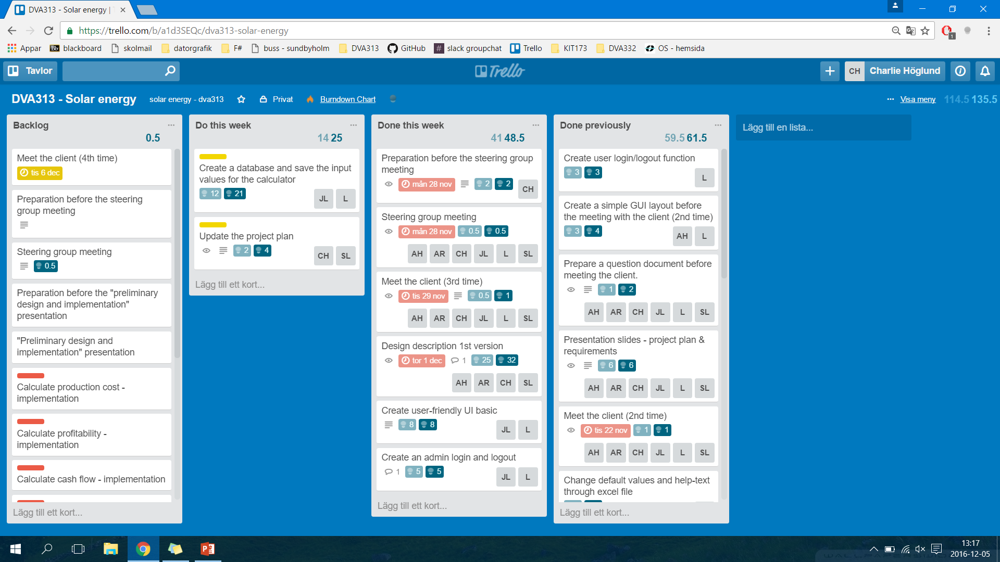 DVA313 - Solar energy |
https://trello.com/b/a1d3SEQc/dva313-solar-energy
1
Appar
Bb blackboard
skolmail
datorgrafik
F#
buss - sundbyholm
DVA313
GitHub
# slack groupchat
Trello
KIT173
DVA332
OS - hemsida
Tavlor
Trello
CH Charlie Höglund
DVA313 - Solar energy
solar energy - dva313
Privat
Burndown Chart
Visa meny
114.5 135.5
Backlog
0.5
Meet the client (4th time)
tis 6 dec
Preparation before the steering
group meeting
Steering group meeting
0.5
Preparation before the "preliminary
design and implementation"
presentation
"Preliminary design and
implementation" presentation
Calculate production cost -
implementation
Calculate profitability -
implementation
Calculate cash flow - implementation
Lägg till ett kort...
Do this week
14 25
Create a database and save the input
values for the calculator
12 21
JL L
Update the project plan
2 4
CH SL
Lägg till ett kort...
Done this week
41 48.5
Preparation before the steering group
meeting
mån 28 nov 2 2
CH
Steering group meeting
mån 28 nov 0.5 0.5
AH AR CH JL L SL
Meet the client (3rd time)
tis 29 nov 0.5 1
AH AR CH JL L SL
Design description 1st version
tor 1 dec 1 25 32
AH AR CH SL
Create user-friendly UI basic
8 8
JL L
Create an admin login and logout
1 5 5
JL L
Lägg till ett kort...
Done previously
59.5 61.5
Create user login/logout function
3 3
L
Create a simple GUI layout before
the meeting with the client (2nd time)
3 4
AH L
Prepare a question document before
meeting the client.
1 2
AH AR CH JL L SL
Presentation slides - project plan &
requirements
6 6
AH AR CH JL L SL
Meet the client (2nd time)
tis 22 nov 1 1
AH AR CH JL L SL
Change default values and help-text
through excel file
Lägg till ett kort...
Lägg till en lista...
13:17
2016-12-05